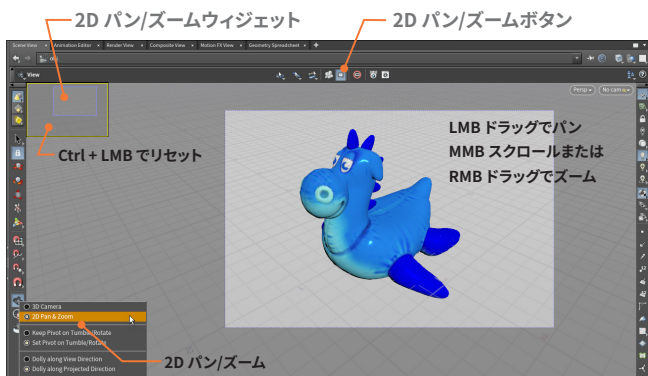 2D パン/ズームウィジェット
2D パン/ズームボタン
Scene View × Animation Editor × Render View × Composite View × Motion FX View × Geometry Spreadsheet × +
obj
View
Persp
No cam
LMB ドラッグでパン
MMB スクロールまたは
RMB ドラッグでズーム
Ctrl + LMB でリセット
3D Camera
2D Pan & Zoom
Keep Pivot on Tumble/Rotate
Set Pivot on Tumble/Rotate
2D パン/ズーム
Dolly along View Direction
Dolly along Projected Direction